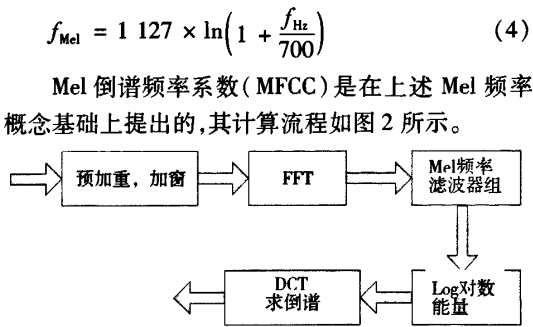 f_Mel = 1 127 × ln(1 + f_Hz/700) (4)
Mel 倒谱频率系数(MFCC)是在上述 Mel 频率
概念基础上提出的,其计算流程如图 2 所示。
预加重，加窗
FFT
Mel频率
滤波器组
Log对数
能量
DCT
求倒谱